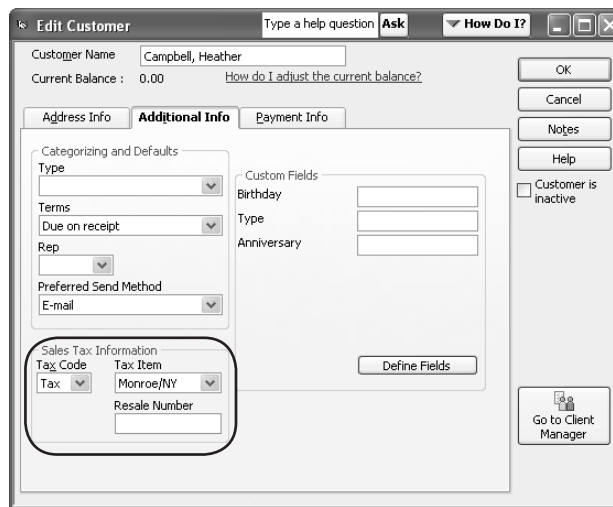 Edit Customer
Type a help question Ask
How Do I?
Customer Name Campbell, Heather
Current Balance : 0.00 How do I adjust the current balance?
OK
Cancel
Notes
Help
Customer is
inactive
Address Info Additional Info Payment Info
Categorizing and Defaults
Type
Terms
Due on receipt
Rep
Preferred Send Method
E-mail
Custom Fields
Birthday
Type
Anniversary
Define Fields
Sales Tax Information
Tax Code Tax Item
Tax Monroe/NY
Resale Number
Go to Client
Manager